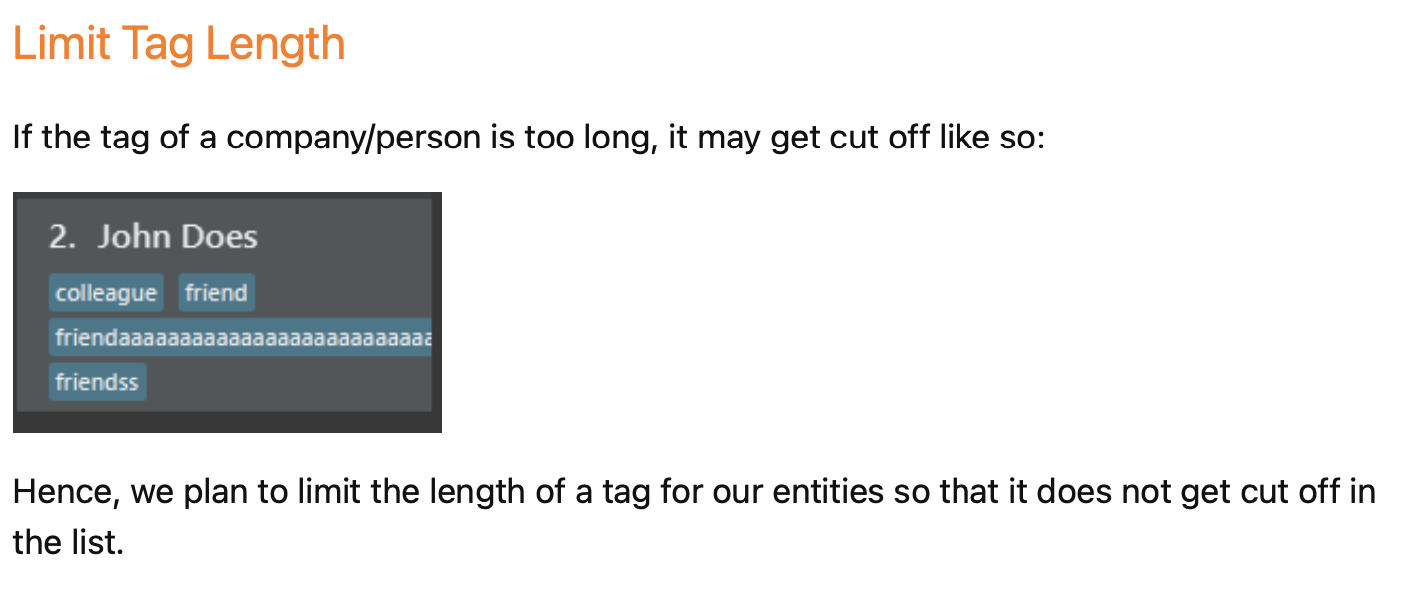 Limit Tag Length
If the tag of a company/person is too long, it may get cut off like so:
2. John Does
colleague friend
friendaaaaaaaaaaaaaaaaaaaaaaaaaa
friendss
Hence, we plan to limit the length of a tag for our entities so that it does not get cut off in
the list.